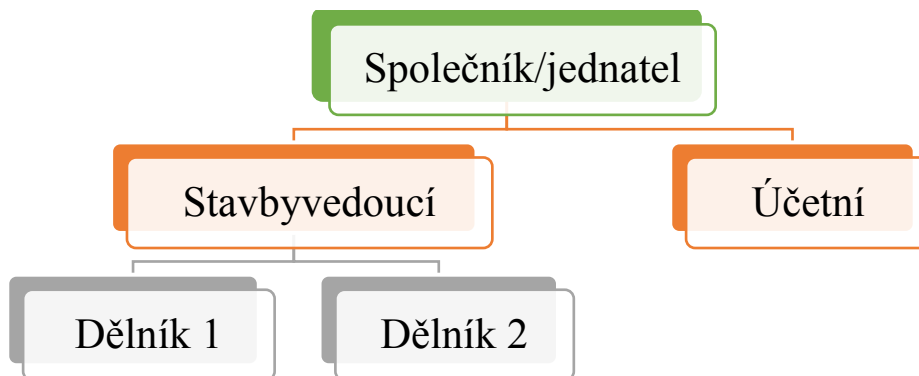 Společník/jednatel
Stavbyvedoucí
Účetní
Dělník 1
Dělník 2